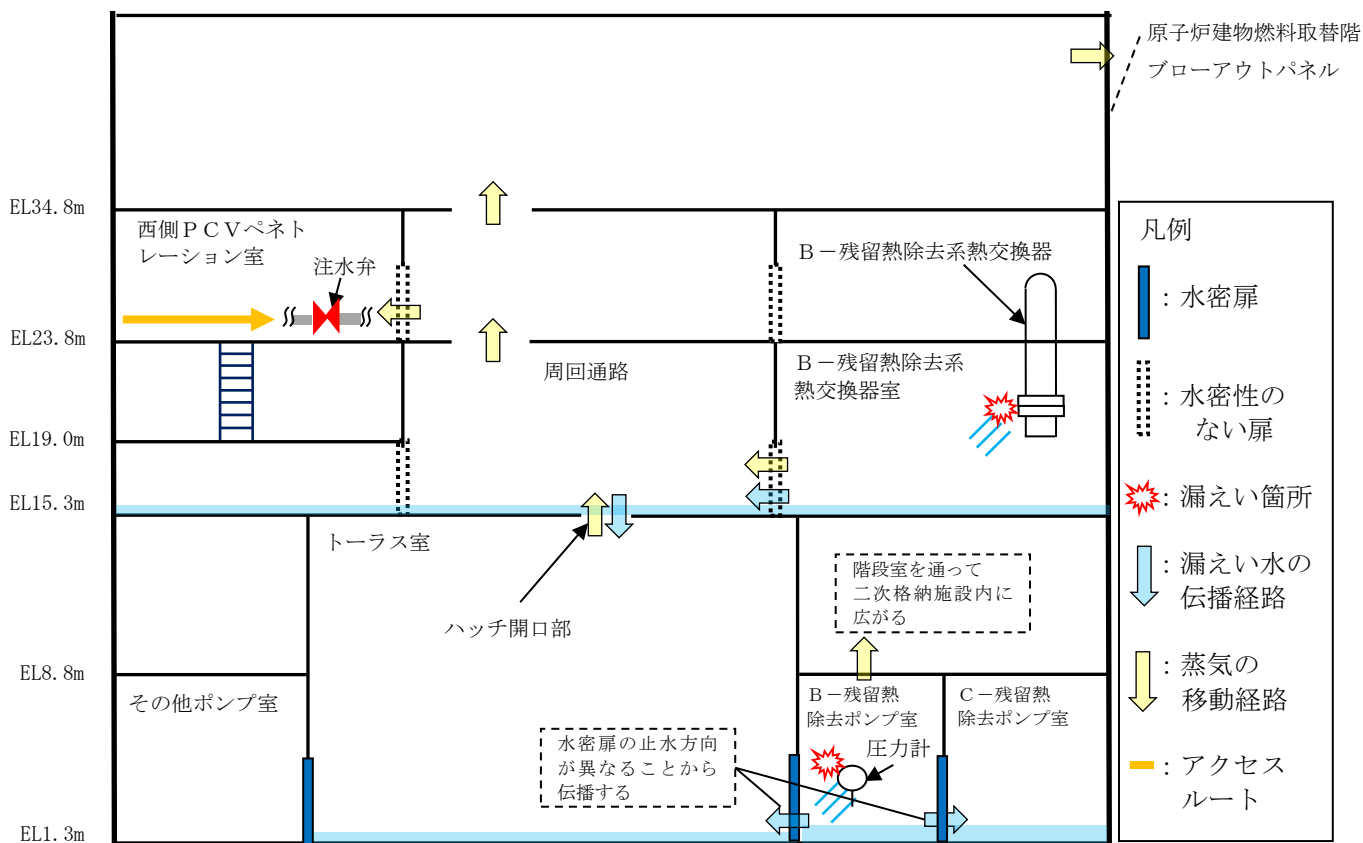 原子炉建物燃料取替階
ブローアウトパネル
EL34.8m
西側ＰＣＶペネト
レーション室
注水弁
Ｂ－残留熱除去系熱交換器
EL23.8m
周回通路
Ｂ－残留熱除去系
熱交換器室
EL19.0m
EL15.3m
トーラス室
ハッチ開口部
階段室を通って
二次格納施設内に
広がる
EL8.8m
その他ポンプ室
Ｂ－残留熱
除去ポンプ室
Ｃ－残留熱
除去ポンプ室
圧力計
水密扉の止水方向
が異なることから
伝播する
EL1.3m
凡例
：水密扉
：水密性の
ない扉
：漏えい箇所
：漏えい水の
伝播経路
：蒸気の
移動経路
：アクセス
ルート